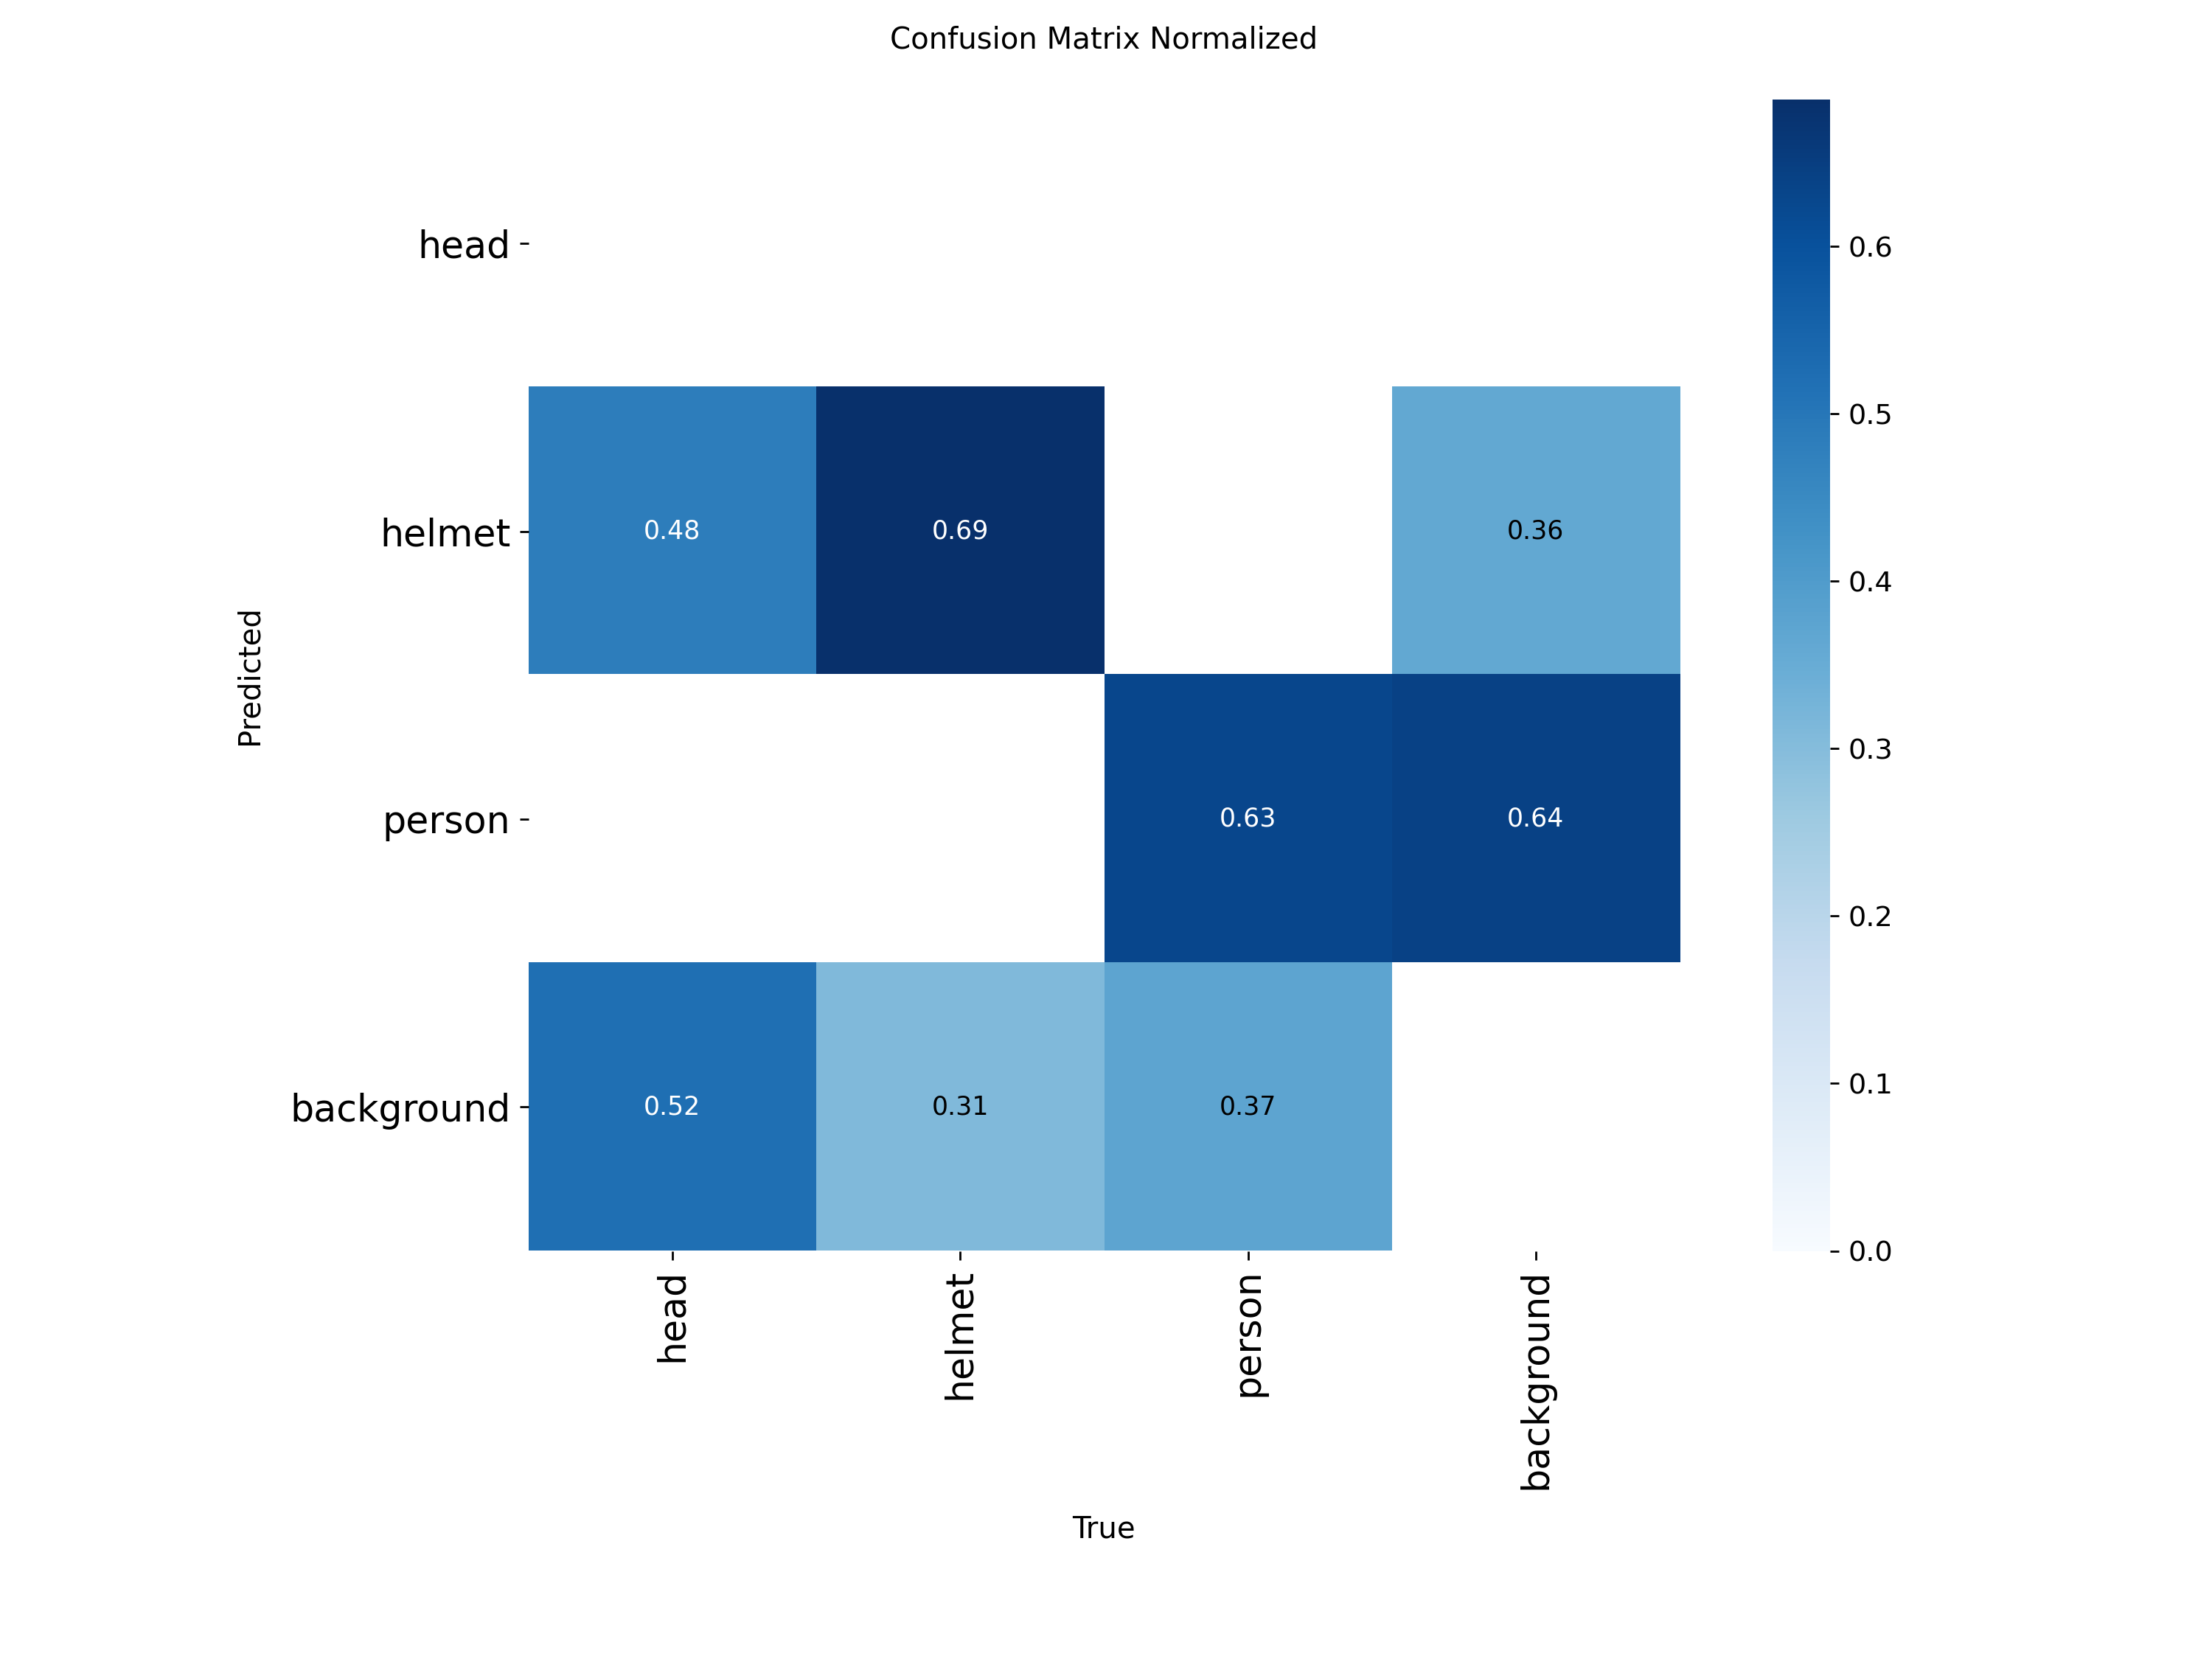 Confusion Matrix Normalized
head
helmet
person
background
Predicted
0.48 0.69 0.36
0.63 0.64
0.52 0.31 0.37
head
helmet
person
background
True
0.6
0.5
0.4
0.3
0.2
0.1
0.0